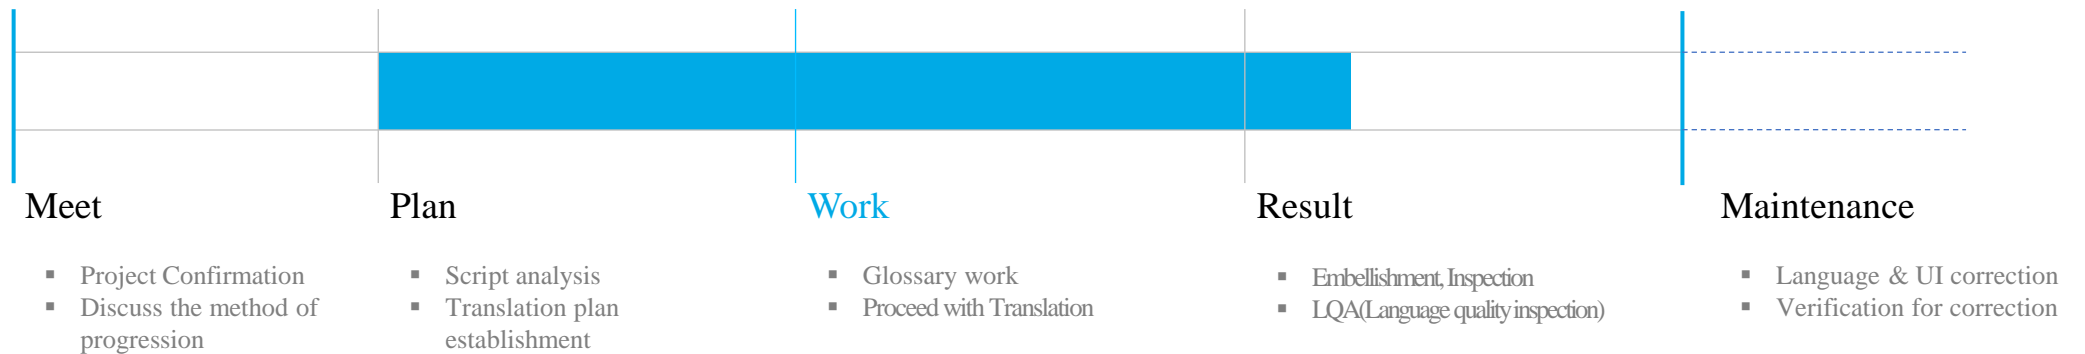 Meet
Project Confirmation
Discuss the method of
progression
Plan
Script analysis
Translation plan
establishment
Work
Glossary work
Proceed with Translation
Result
Embellishment, Inspection
LQA(Language quality inspection)
Maintenance
Language & UI correction
Verification for correction